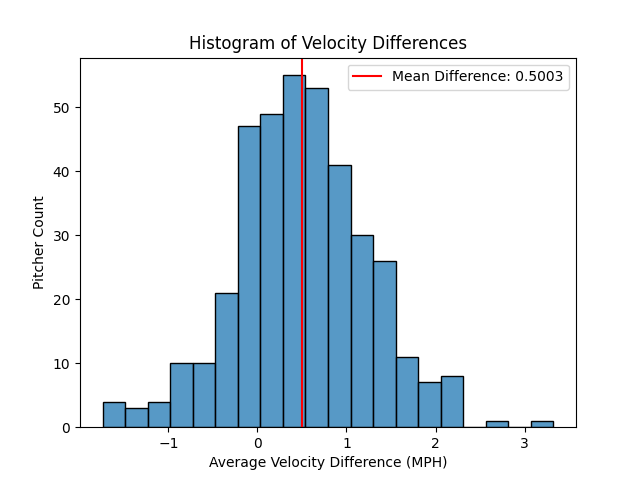 Histogram of Velocity Differences
Mean Difference: 0.5003
Pitcher Count
50
40
30
20
10
0
−1
0
1
2
3
Average Velocity Difference (MPH)